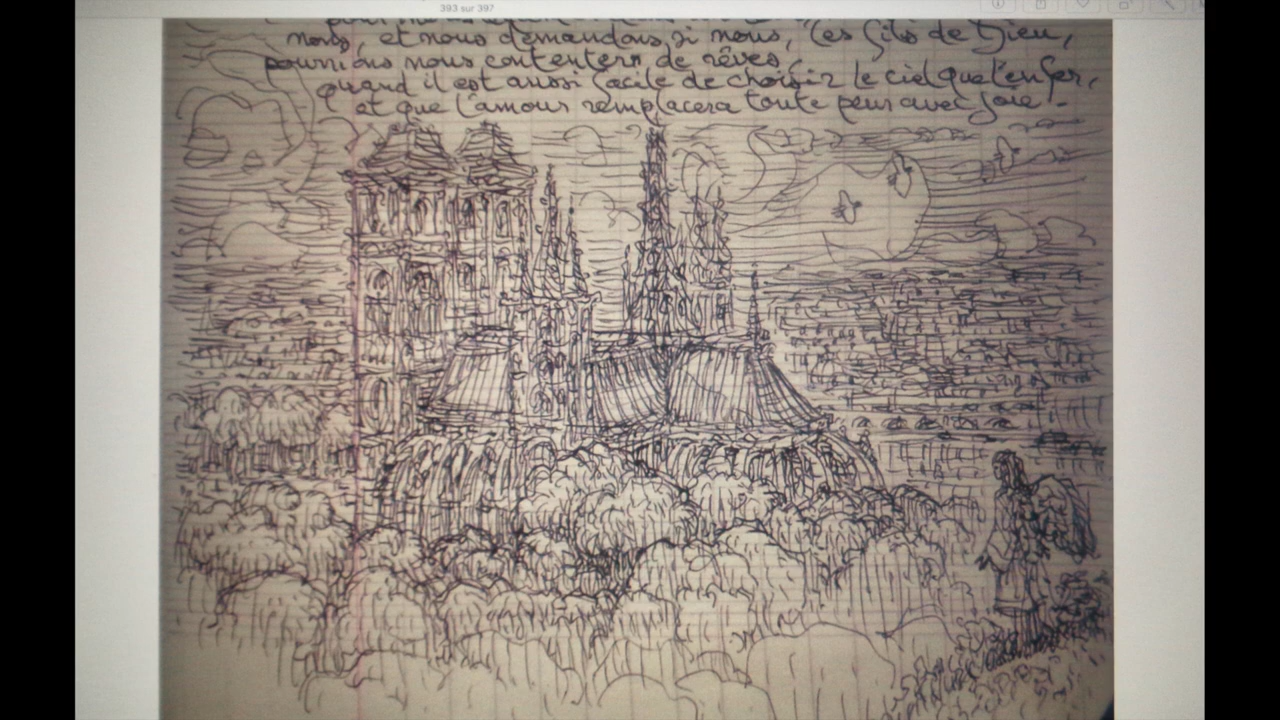 393 sur 397
nous, et nous demandons si nous, les fils de Dieu,
pourrions nous contenter de rêves,
quand il est aussi facile de choisir le ciel que l'enfer,
et que l'amour remplacera toute peur avec joie.